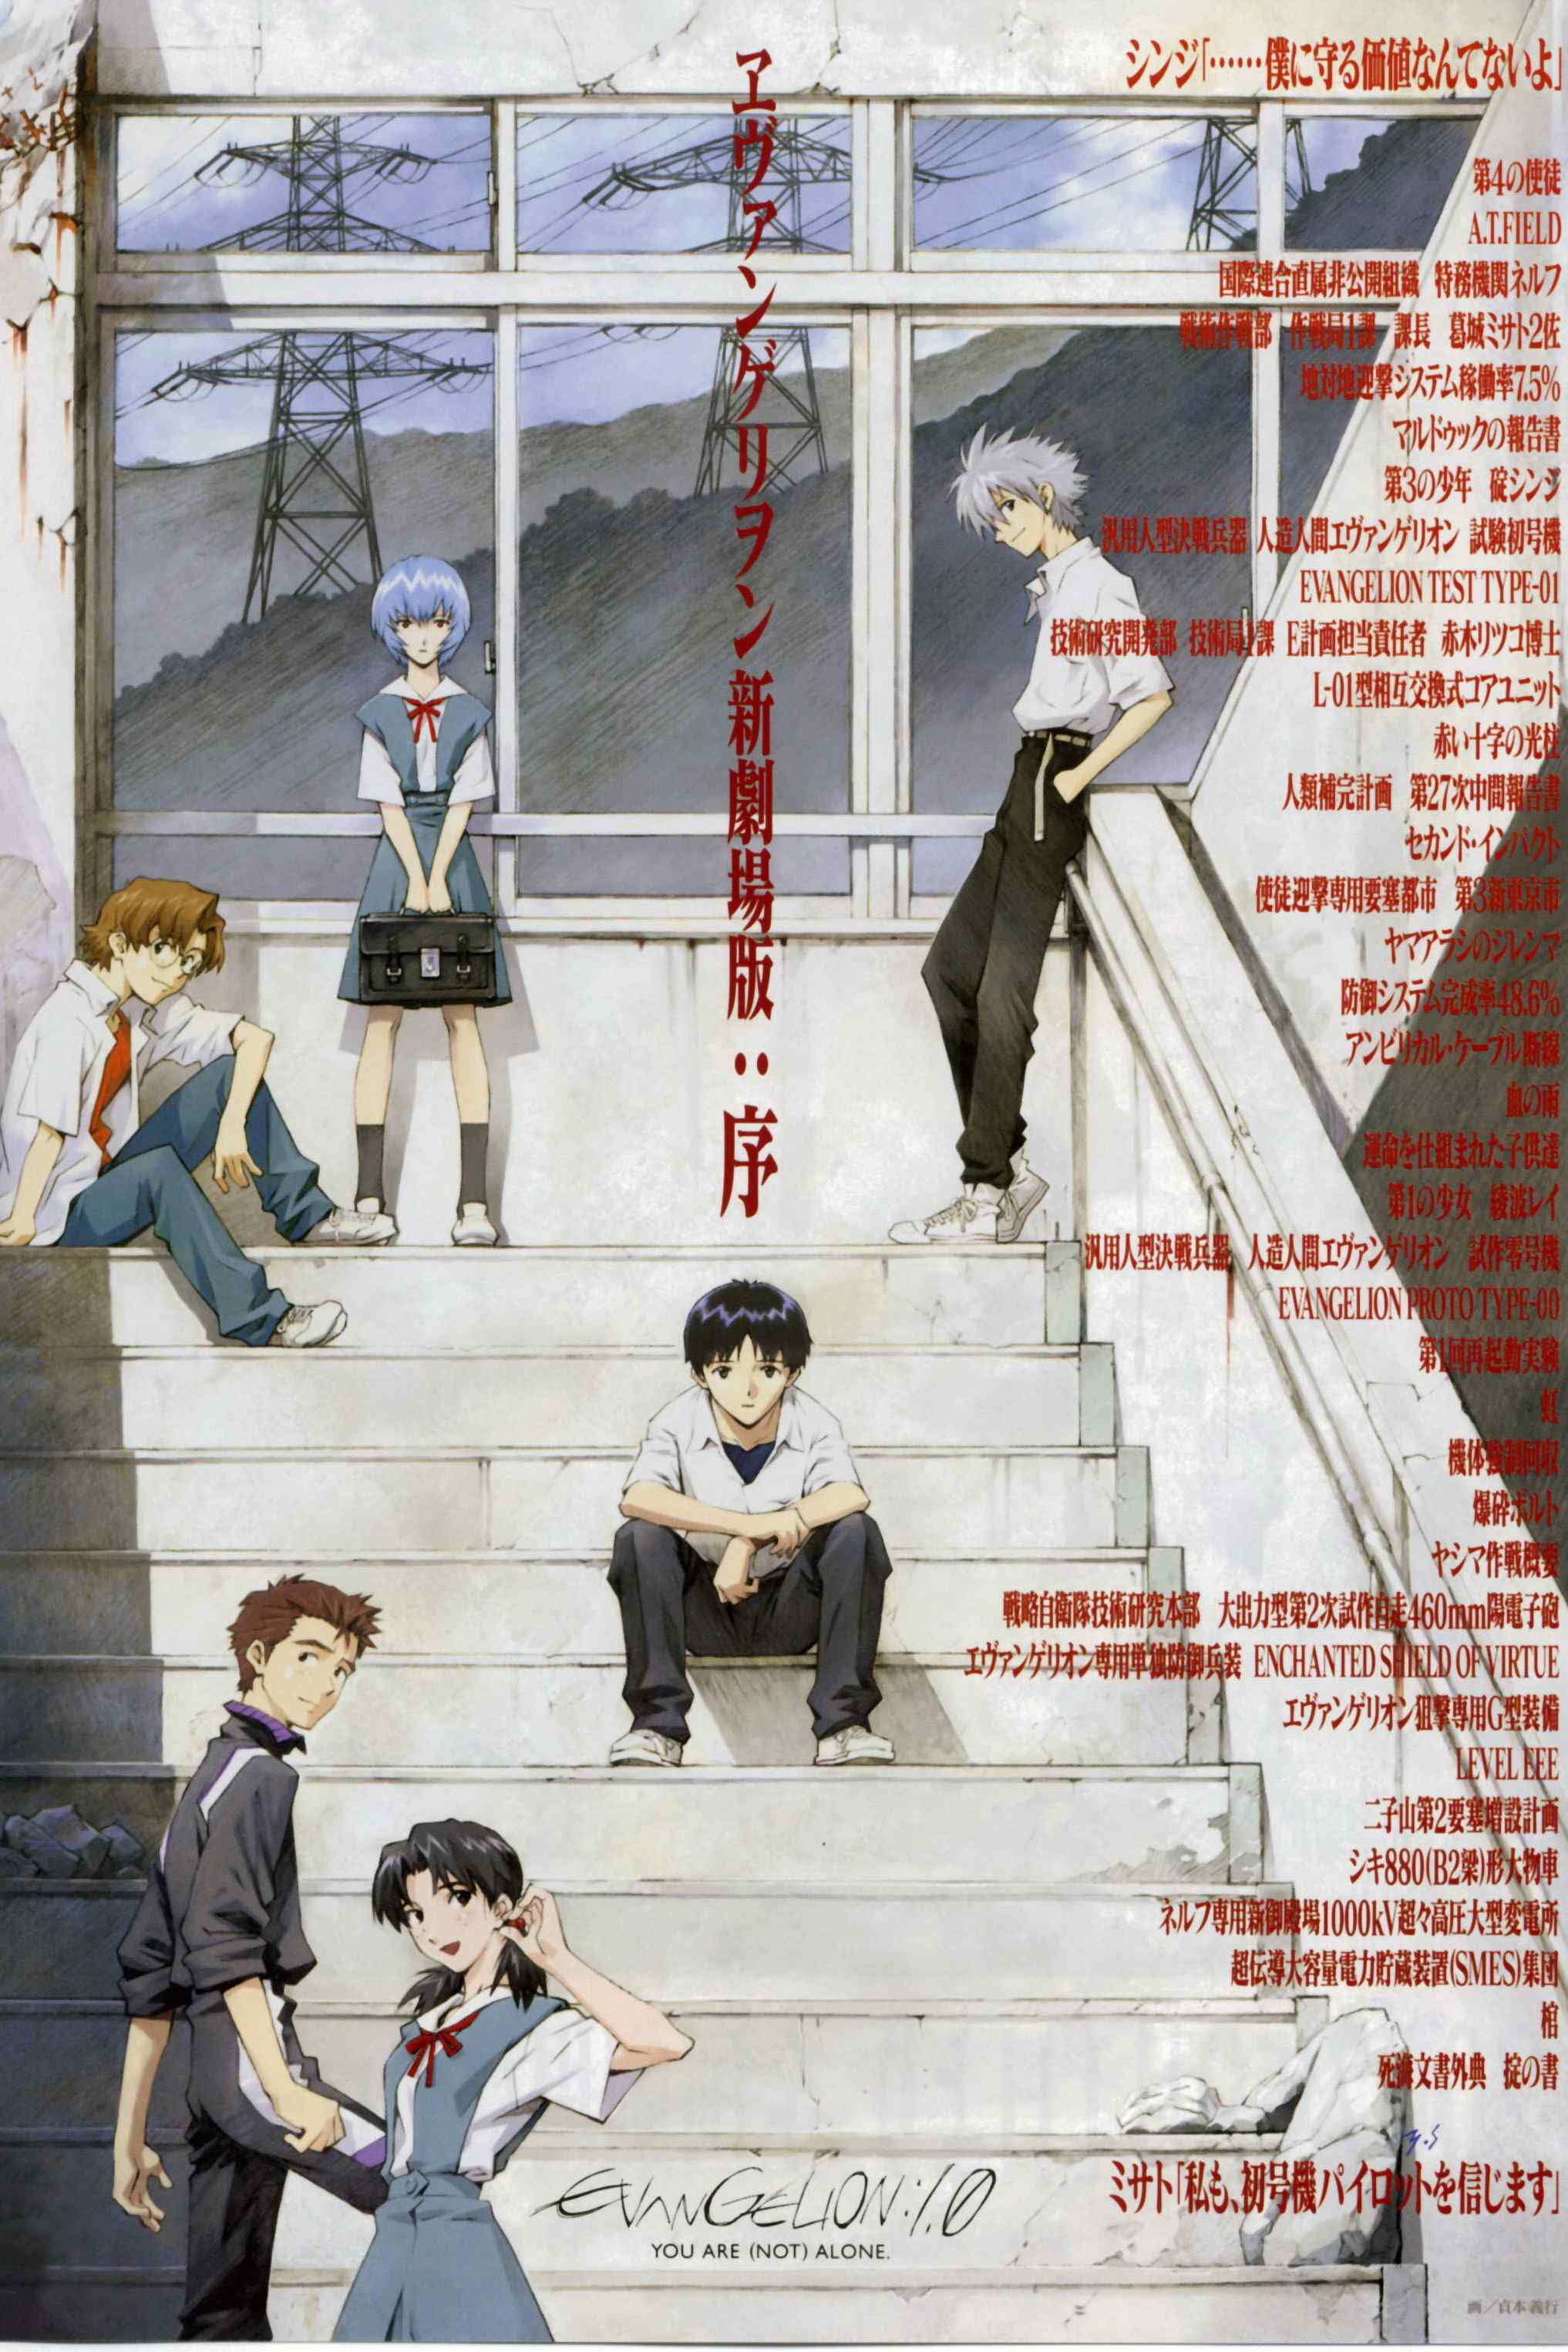 ヱヴァンゲリヲン新劇場版：序
シンジ「……僕に守る価値なんてないよ」
第4の使徒
A.T.FIELD
国際連合直属非公開組織　特務機関ネルフ
戦術作戦部　作戦局1課　課長　葛城ミサト2佐
地対地迎撃システム稼働率7.5%
マルドゥックの報告書
第3の少年　碇シンジ
汎用人型決戦兵器　人造人間エヴァンゲリオン　試験初号機
EVANGELION TEST TYPE-01
技術研究開発部　技術局1課　E計画担当責任者　赤木リツコ博士
L-01型相互交換式コアユニット
赤い十字の光柱
人類補完計画　第27次中間報告書
セカンド・インパクト
使徒迎撃専用要塞都市　第3新東京市
ヤマアラシのジレンマ
防御システム完成率48.6%
アンビリカル・ケーブル断線
血の雨
運命を仕組まれた子供達
第1の少女　綾波レイ
汎用人型決戦兵器　人造人間エヴァンゲリオン　試作零号機
EVANGELION PROTO TYPE-00
第1回再起動実験
虹
機体強制回収
爆砕ボルト
ヤシマ作戦概要
戦略自衛隊技術研究本部　大出力型第2次試作自走460mm陽電子砲
エヴァンゲリオン専用単独防御兵装　ENCHANTED SHIELD OF VIRTUE
エヴァンゲリオン狙撃専用G型装備
LEVEL EEE
二子山第2要塞増設計画
シキ880(B2梁)形大物車
ネルフ専用新御殿場1000kV超々高圧大型変電所
超伝導大容量電力貯蔵装置(SMES)集団
棺
死海文書外典　掟の書
y.S
ミサト「私も、初号機パイロットを信じます」
EVANGELION:1.0
YOU ARE (NOT) ALONE.
画／貞本義行